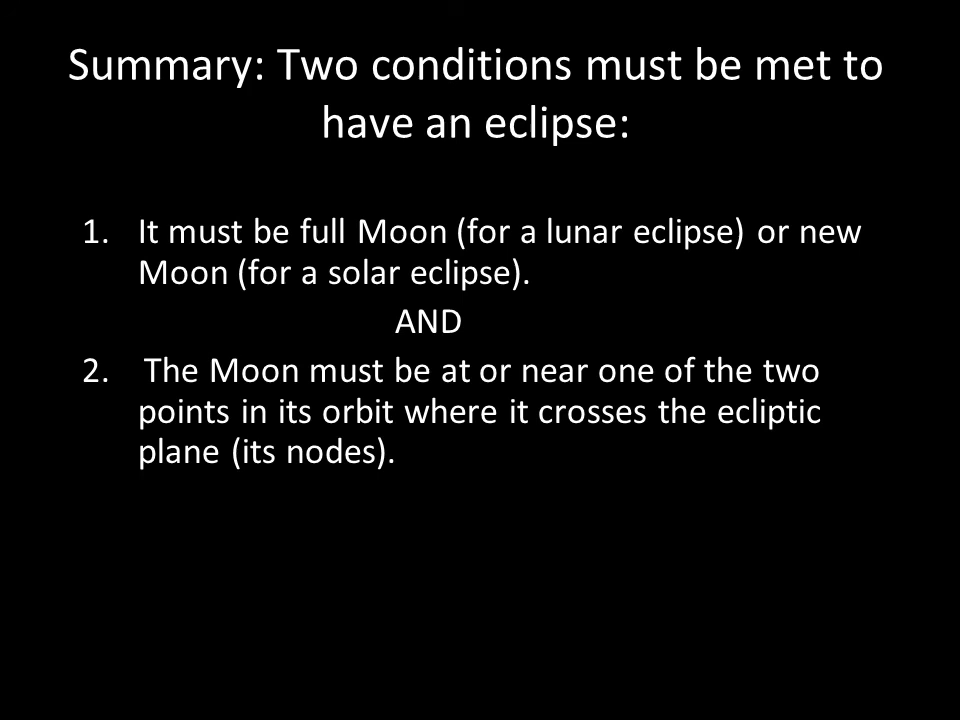 Summary: Two conditions must be met to
have an eclipse:
1. It must be full Moon (for a lunar eclipse) or new
Moon (for a solar eclipse).
AND
2. The Moon must be at or near one of the two
points in its orbit where it crosses the ecliptic
plane (its nodes).